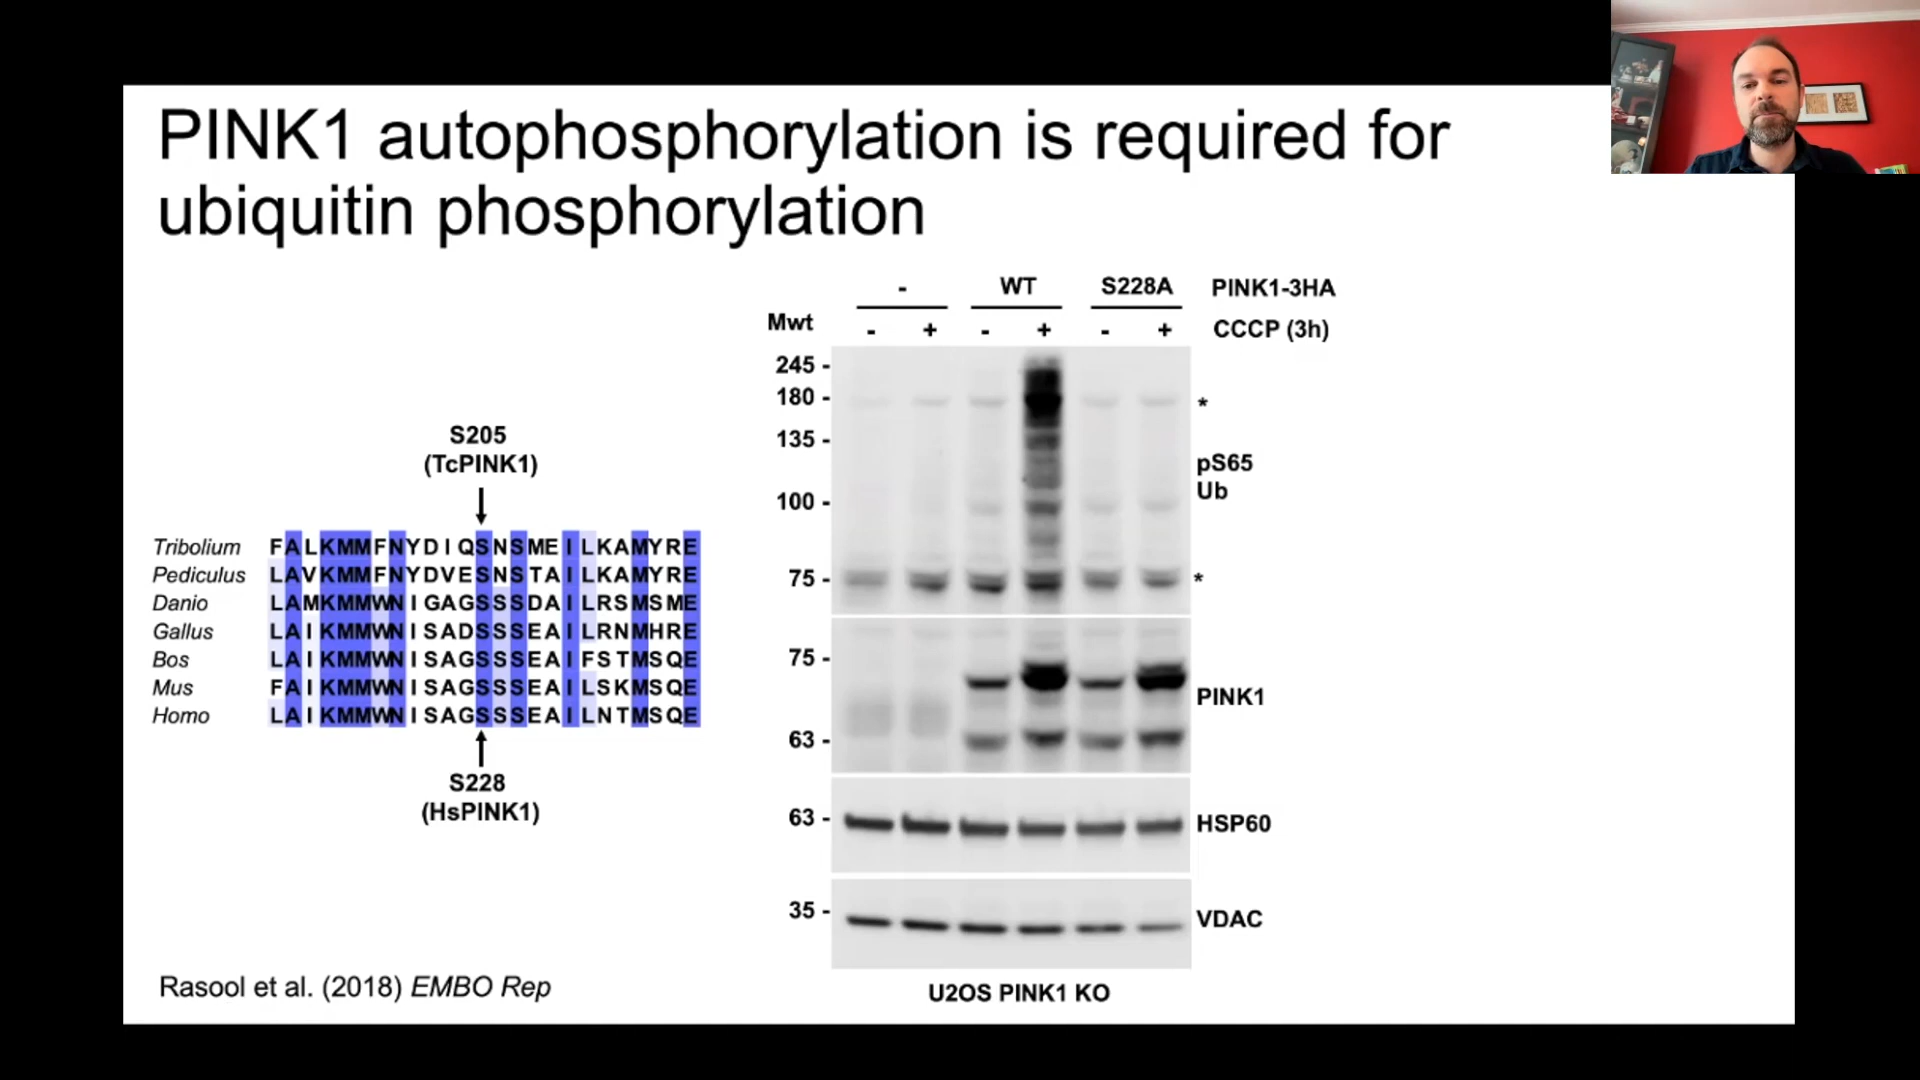 PINK1 autophosphorylation is required for
ubiquitin phosphorylation
S205
(TcPINK1)
Tribolium FALKMMFNYDIQSNSMEILKAMYRE
Pediculus LAVKMMFNYDVESNSTAILKAMYRE
Danio LAMKMMWNIGAGSSSDAILRSMSME
Gallus LAIKMMWNISADSSSEAILRNMHRE
Bos LAIKMMWNISAGSSSEAIFSTMSQE
Mus FAIKMMWNISAGSSSEAILSKMSQE
Homo LAIKMMWNISAGSSSEAILNTMSQE
S228
(HsPINK1)
- WT S228A PINK1-3HA
Mwt - + - + - + CCCP (3h)
245 -
180 -
*
135 -
pS65
Ub
100 -
75 - *
75 -
PINK1
63 -
63 - HSP60
35 - VDAC
U2OS PINK1 KO
Rasool et al. (2018) EMBO Rep